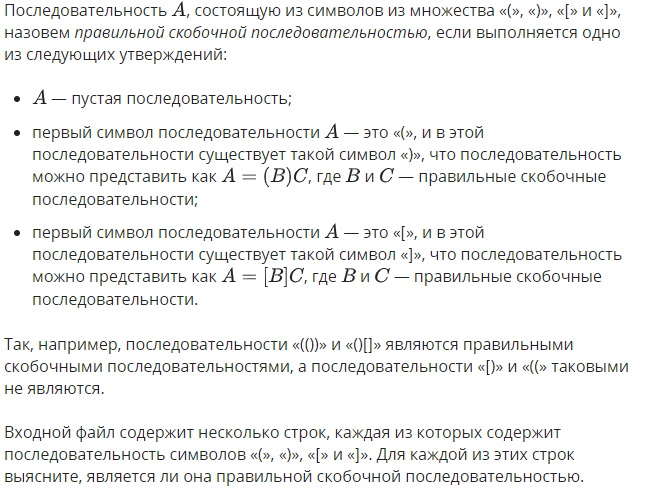 Последовательность A, состоящую из символов из множества «(», «)», «[» и «]»,
назовем правильной скобочной последовательностью, если выполняется одно
из следующих утверждений:
• A — пустая последовательность;
• первый символ последовательности A — это «(», и в этой
последовательности существует такой символ «)», что последовательность
можно представить как A = (B)C, где B и C — правильные скобочные
последовательности;
• первый символ последовательности A — это «[», и в этой
последовательности существует такой символ «]», что последовательность
можно представить как A = [B]C, где B и C — правильные скобочные
последовательности.
Так, например, последовательности «(())» и «()[]» являются правильными
скобочными последовательностями, а последовательности «[)» и «((» таковыми
не являются.
Входной файл содержит несколько строк, каждая из которых содержит
последовательность символов «(», «)», «[» и «]». Для каждой из этих строк
выясните, является ли она правильной скобочной последовательностью.